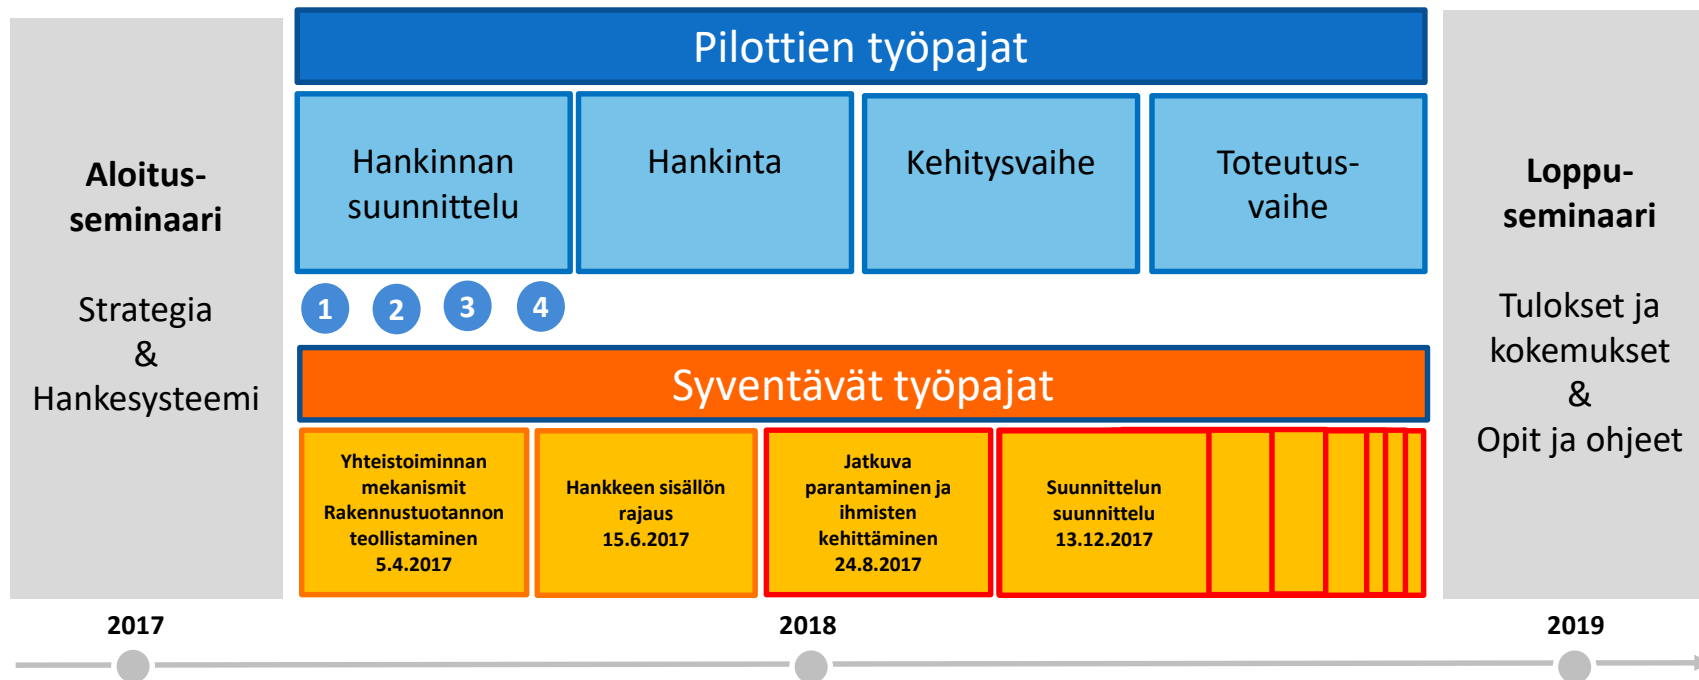 Pilottien työpajat
Aloitus-
seminaari
Strategia
&
Hankesysteemi
Hankinnan
suunnittelu
Hankinta
Kehitysvaihe
Toteutus-
vaihe
1
2
3
4
Syventävät työpajat
Yhteistoiminnan
mekanismit
Rakennustuotannon
teollistaminen
5.4.2017
Hankkeen sisällön
rajaus
15.6.2017
Jatkuva
parantaminen ja
ihmisten
kehittäminen
24.8.2017
Suunnittelun
suunnittelu
13.12.2017
Loppu-
seminaari
Tulokset ja
kokemukset
&
Opit ja ohjeet
2017
2018
2019